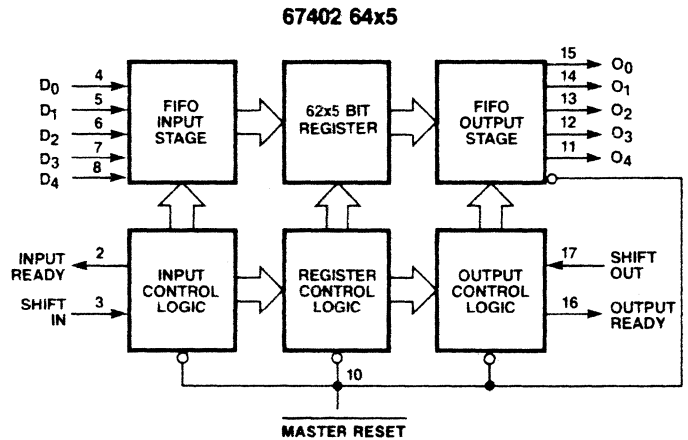 67402 64x5
D0 4
D1 5
D2 6
D3 7
D4 8
FIFO
INPUT
STAGE
62x5 BIT
REGISTER
FIFO
OUTPUT
STAGE
15 O0
14 O1
13 O2
12 O3
11 O4
INPUT
READY
2
SHIFT
IN
3
INPUT
CONTROL
LOGIC
REGISTER
CONTROL
LOGIC
OUTPUT
CONTROL
LOGIC
17
SHIFT
OUT
16
OUTPUT
READY
10
MASTER RESET